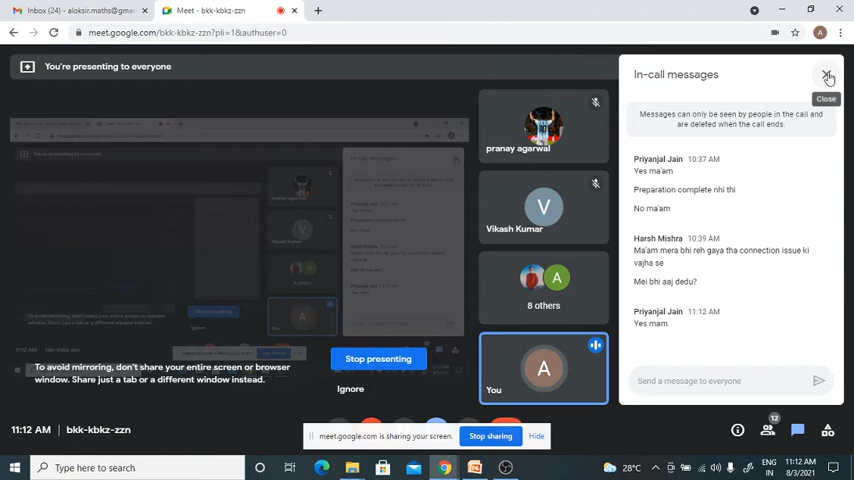 Inbox (24) - aloksir.maths@gmai
Meet - bkk-kbkz-zzn
meet.google.com/bkk-kbkz-zzn?pli=1&authuser=0
You're presenting to everyone
In-call messages
Close
Messages can only be seen by people in the call and
are deleted when the call ends.
Priyanjal Jain 10:37 AM
Yes ma'am
Preparation complete nhi thi
No ma'am
Harsh Mishra 10:39 AM
Ma'am mera bhi reh gaya tha connection issue ki
vajha se
Mei bhi aaj dedu?
Priyanjal Jain 11:12 AM
Yes mam
Send a message to everyone
pranay agarwal
V
Vikash Kumar
A
8 others
A
You
To avoid mirroring, don't share your entire screen or browser
window. Share just a tab or a different window instead.
Stop presenting
Ignore
11:12 AM
bkk-kbkz-zzn
12
meet.google.com is sharing your screen.
Stop sharing
Hide
Type here to search
28°C
ENG
IN
11:12 AM
8/3/2021